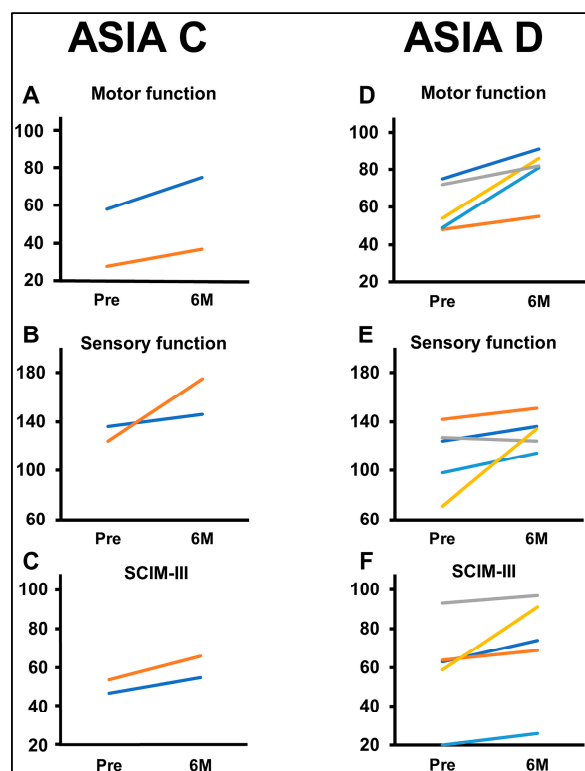 ASIA C
ASIA D
A
Motor function
100
80
60
40
20
Pre
6M
D
Motor function
100
80
60
40
20
Pre
6M
B
Sensory function
180
140
100
60
Pre
6M
E
Sensory function
180
140
100
60
Pre
6M
C
SCIM-III
100
80
60
40
20
Pre
6M
F
SCIM-III
100
80
60
40
20
Pre
6M